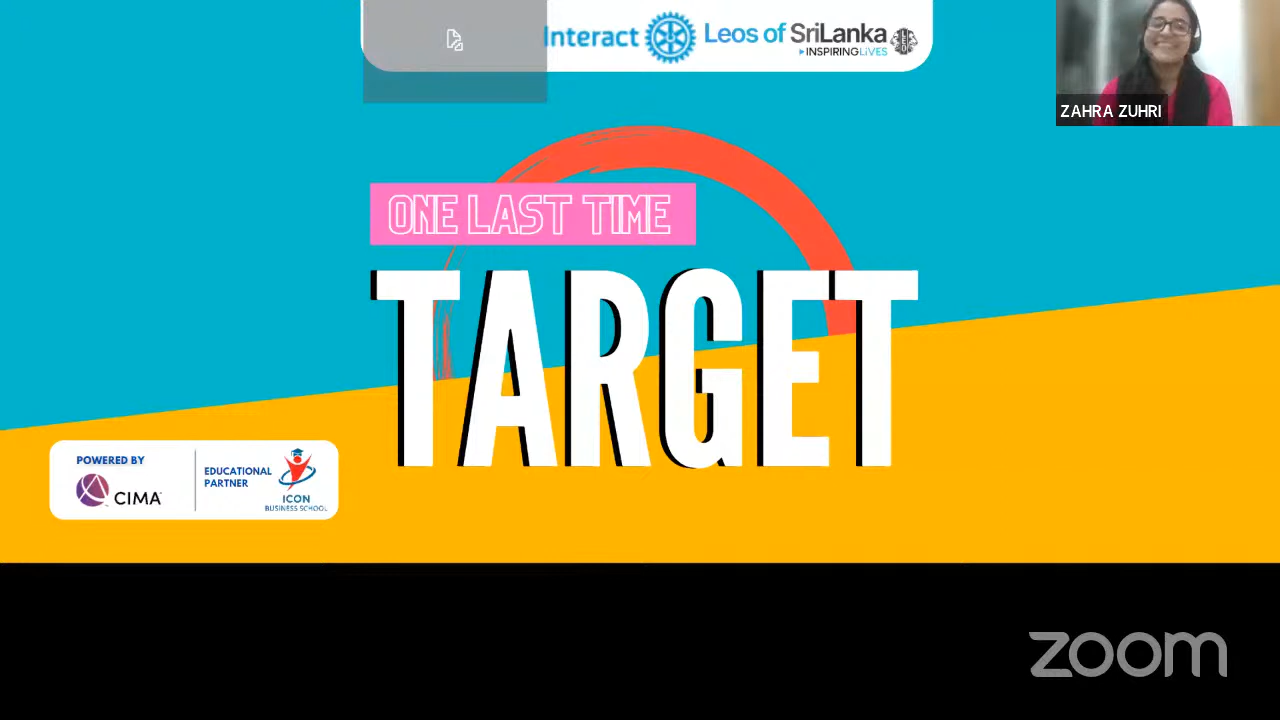 Interact
Leos of SriLanka
INSPIRING LiVES
LEO
ZAHRA ZUHRI
ONE LAST TIME
TARGET
POWERED BY
CIMA
EDUCATIONAL
PARTNER
ICON
BUSINESS SCHOOL
zoom